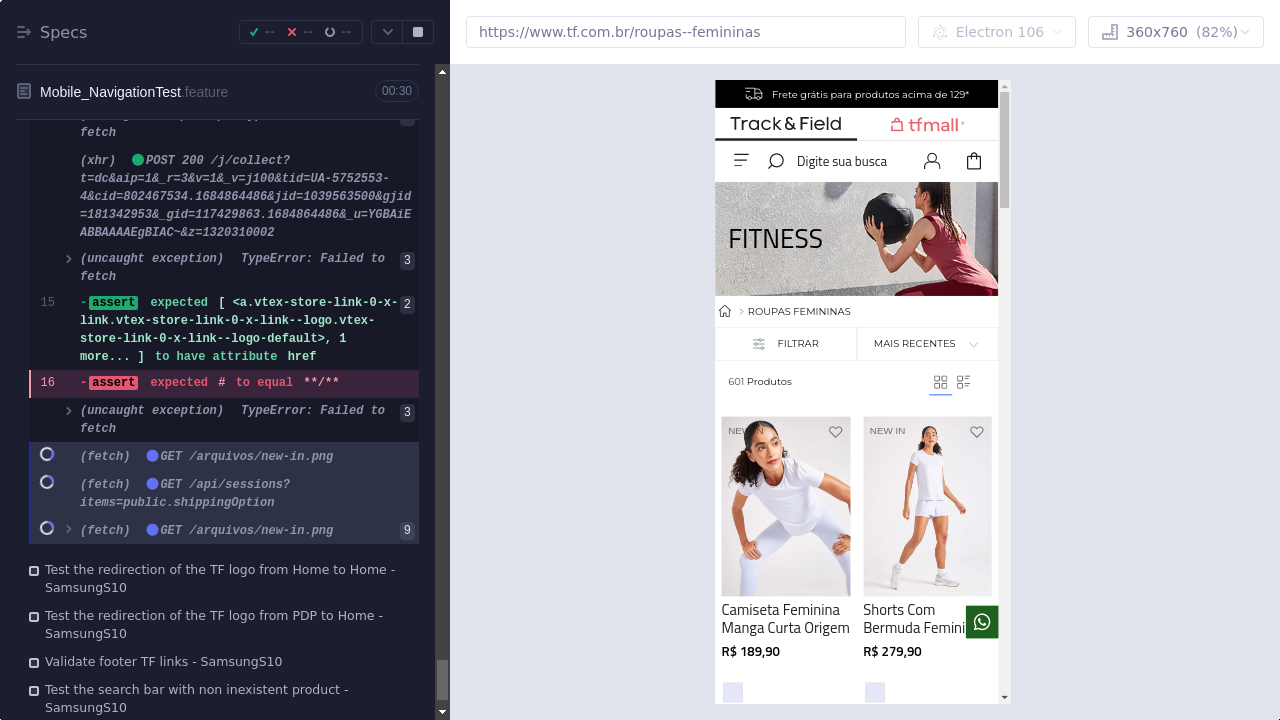 Specs
--
--
--
https://www.tf.com.br/roupas--femininas
Electron 106
360x760 (82%)
Mobile_NavigationTest.feature
00:30
fetch
(xhr) POST 200 /j/collect?
t=dc&aip=1&_r=3&v=1&_v=j100&tid=UA-5752553-
4&cid=802467534.1684864486&jid=1039563500&gjid
=181342953&_gid=117429863.1684864486&_u=YGBAiE
ABBAAAAEgBIAC~&z=1320310002
(uncaught exception) TypeError: Failed to
fetch
3
15 -assert expected [ <a.vtex-store-link-0-x-
link.vtex-store-link-0-x-link--logo.vtex-
store-link-0-x-link--logo-default>, 1
more... ] to have attribute href
2
16 -assert expected # to equal **/**
(uncaught exception) TypeError: Failed to
fetch
3
(fetch) GET /arquivos/new-in.png
(fetch) GET /api/sessions?
items=public.shippingOption
(fetch) GET /arquivos/new-in.png
9
Test the redirection of the TF logo from Home to Home -
SamsungS10
Test the redirection of the TF logo from PDP to Home -
SamsungS10
Validate footer TF links - SamsungS10
Test the search bar with non inexistent product -
SamsungS10
Frete grátis para produtos acima de 129*
Track & Field
tfmall
Digite sua busca
FITNESS
ROUPAS FEMININAS
FILTRAR
MAIS RECENTES
601 Produtos
NEW IN
NEW IN
Camiseta Feminina
Manga Curta Origem
R$ 189,90
Shorts Com
Bermuda Femini
R$ 279,90